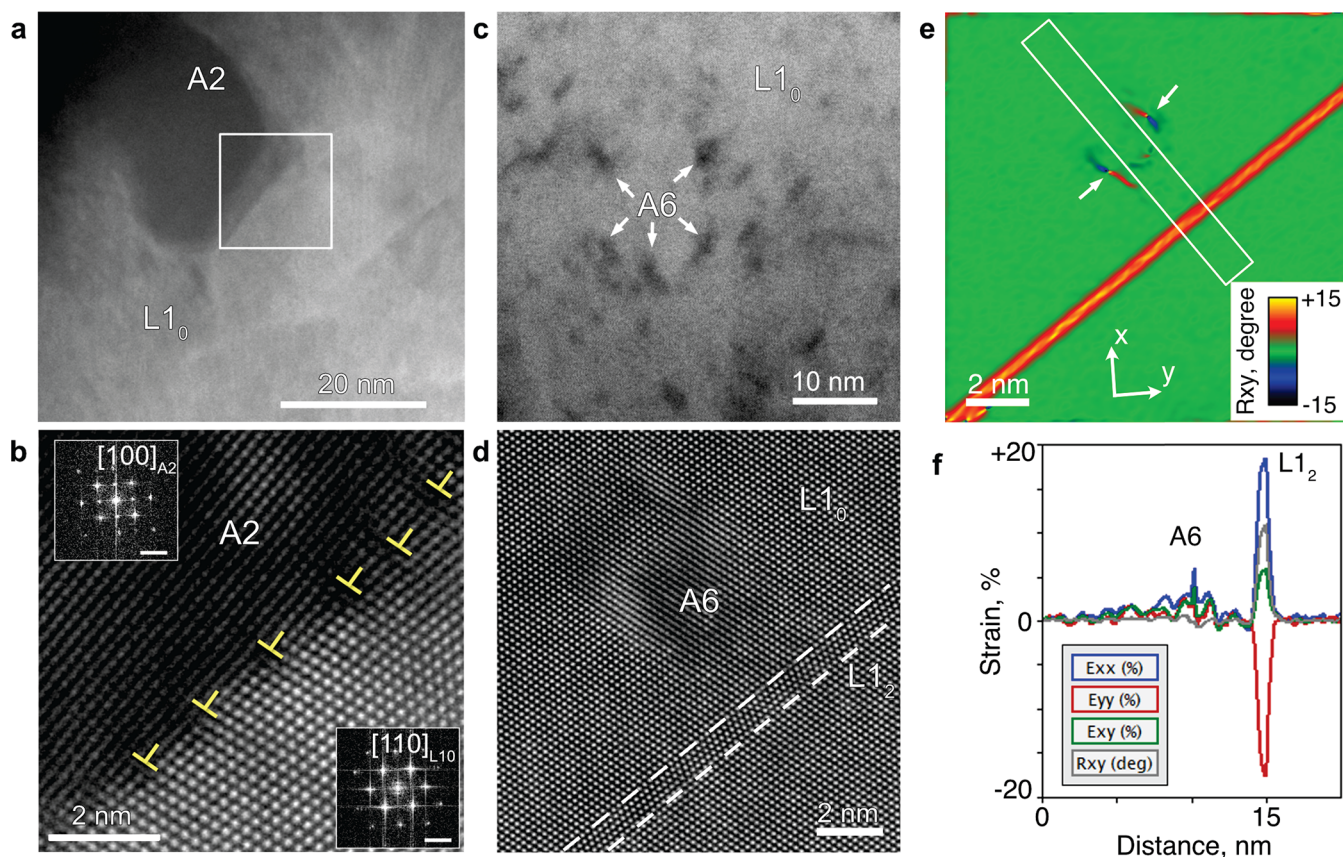 a
A2
L1₀
20 nm
b
[100]A2
A2
[110]L10
2 nm
c
L1₀
A6
10 nm
d
L1₀
A6
L1₂
2 nm
e
x
y
2 nm
Rxy, degree
+15
-15
f
+20
0
-20
Strain, %
L1₂
A6
Exx (%)
Eyy (%)
Exy (%)
Rxy (deg)
0
15
Distance, nm